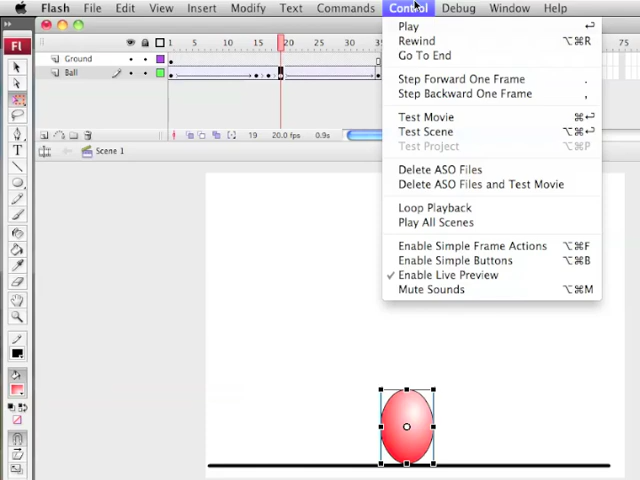 Flash File Edit View Insert Modify Text Commands Control Debug Window Help
Fl
1 5 10 15 20 25 30 35
Ground
Ball
19 20.0 fps 0.9s
Scene 1
T
Play ↩
Rewind ⌥⌘R
Go To End
Step Forward One Frame .
Step Backward One Frame ,
Test Movie ⌘↩
Test Scene ⌥⌘↩
Test Project ⌥⌘P
Delete ASO Files
Delete ASO Files and Test Movie
Loop Playback
Play All Scenes
Enable Simple Frame Actions ⌥⌘F
Enable Simple Buttons ⌥⌘B
✓ Enable Live Preview
Mute Sounds ⌥⌘M